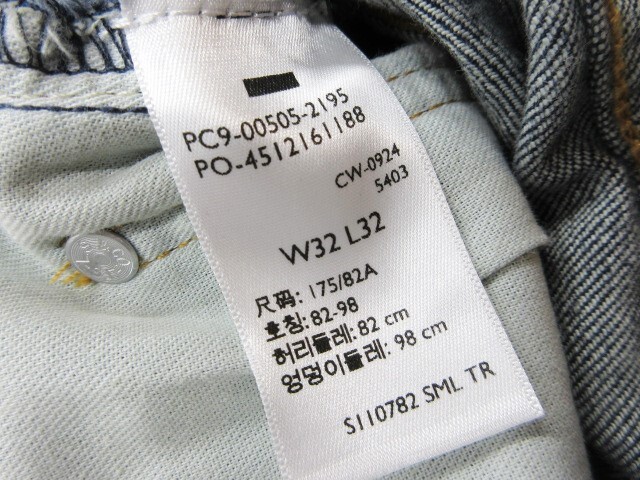 PC9-00505-2195
PO-4512161188
CW-0924
5403
W32 L32
尺码: 175/82A
호칭: 82-98
허리둘레: 82 cm
엉덩이둘레: 98 cm
S110782 SML TR